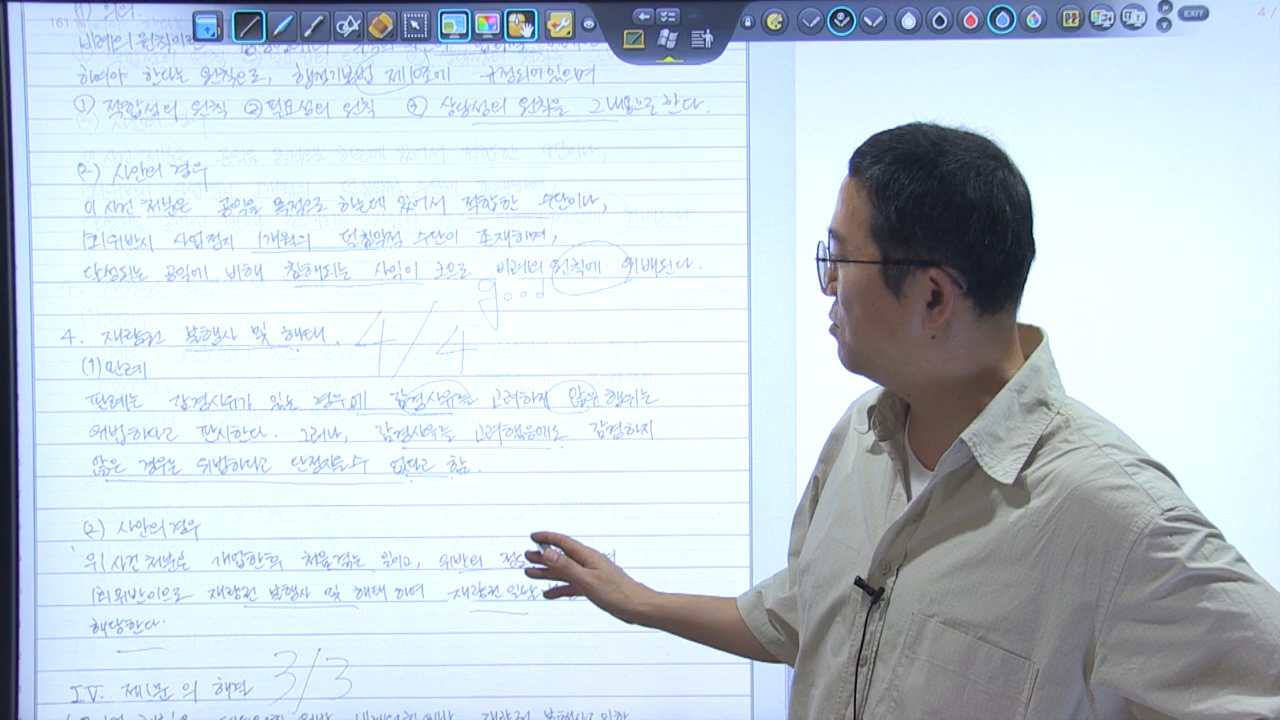 (1) 의의.
비례의 원칙이란
하여야 한다는 원칙으로, 행정기본법 제10조에 규정되어 있으며
① 적합성의 원칙 ② 필요성의 원칙 ③ 상당성의 원칙을 그 내용으로 한다.
(2) 사안의 경우
이 사건 처분은 공익을 목적으로 하는데 있어서 적합한 수단이나,
1회 위반시 사업정지 1개월의 덜 침익적 수단이 존재하며,
달성되는 공익에 비해 침해되는 사익이 크므로 비례의 원칙에 위배된다.
good
4. 재량권 불행사 및 해태.
4/4
(1) 판례
판례는 감경사유가 있는 경우에 감경사유를 고려하지 않은 행위는
위법하다고 판시한다. 그러나, 감경사유를 고려했음에도 감경하지
않은 경우는 위법하다고 단정지을 수 없다고 함.
(2) 사안의 경우
위 사건 처분은 개업한 후 처음 겪는 일이고, 위반의
1회 위반이므로 재량권 불행사 및 해태 하며 재량권
해당한다.
3/3
IV. 제1문의 해결
EXIT
4 /